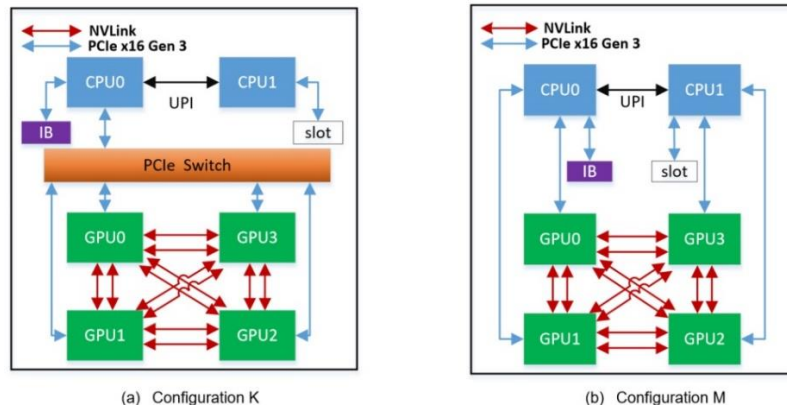 NVLink
PCIe x16 Gen 3
CPU0
CPU1
UPI
IB
slot
PCIe Switch
GPU0
GPU3
GPU1
GPU2
(a) Configuration K
NVLink
PCIe x16 Gen 3
CPU0
CPU1
UPI
IB
slot
GPU0
GPU3
GPU1
GPU2
(b) Configuration M